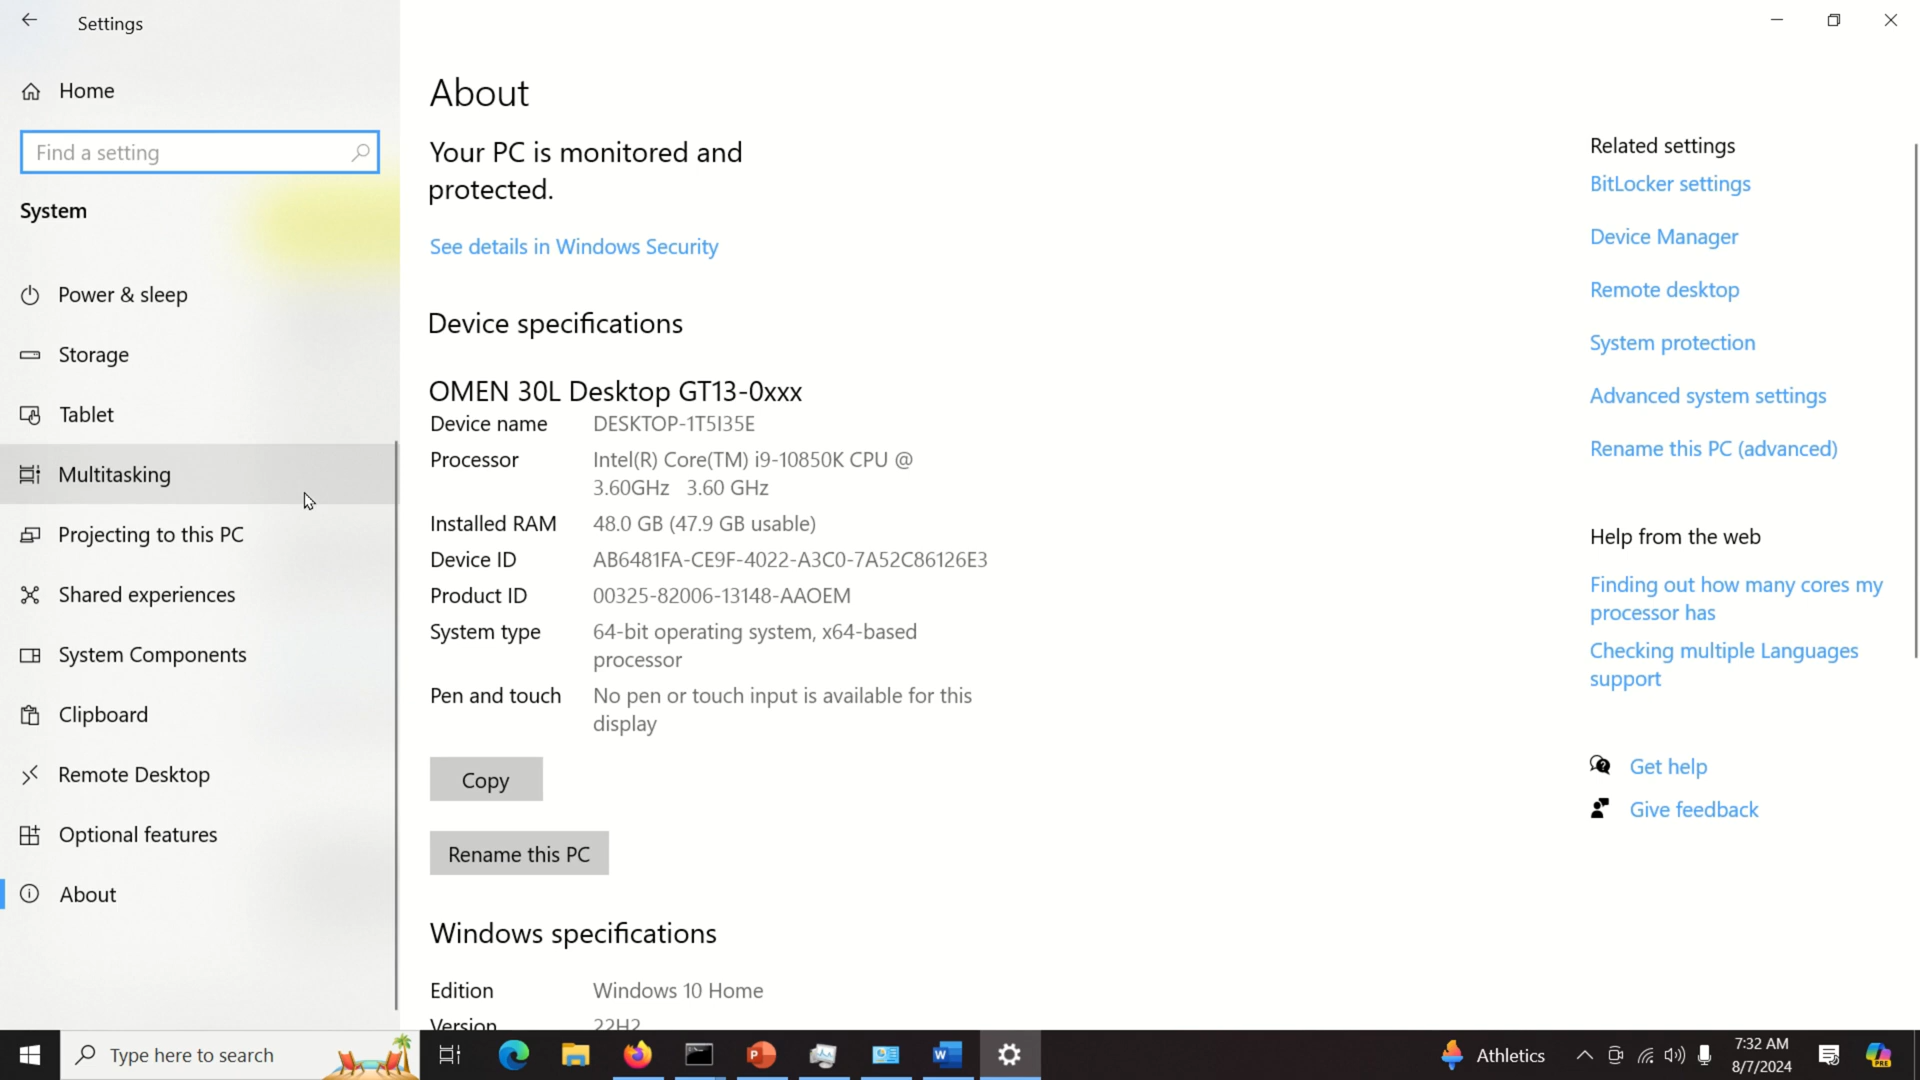 Settings
Home
Find a setting
System
Power & sleep
Storage
Tablet
Multitasking
Projecting to this PC
Shared experiences
System Components
Clipboard
Remote Desktop
Optional features
About
About
Your PC is monitored and
protected.
See details in Windows Security
Device specifications
OMEN 30L Desktop GT13-0xxx
Device name DESKTOP-1T5I35E
Processor Intel(R) Core(TM) i9-10850K CPU @
3.60GHz 3.60 GHz
Installed RAM 48.0 GB (47.9 GB usable)
Device ID AB6481FA-CE9F-4022-A3C0-7A52C86126E3
Product ID 00325-82006-13148-AAOEM
System type 64-bit operating system, x64-based
processor
Pen and touch No pen or touch input is available for this
display
Copy
Rename this PC
Windows specifications
Edition Windows 10 Home
Version 22H2
Related settings
BitLocker settings
Device Manager
Remote desktop
System protection
Advanced system settings
Rename this PC (advanced)
Help from the web
Finding out how many cores my
processor has
Checking multiple Languages
support
Get help
Give feedback
Type here to search
Athletics
7:32 AM
8/7/2024